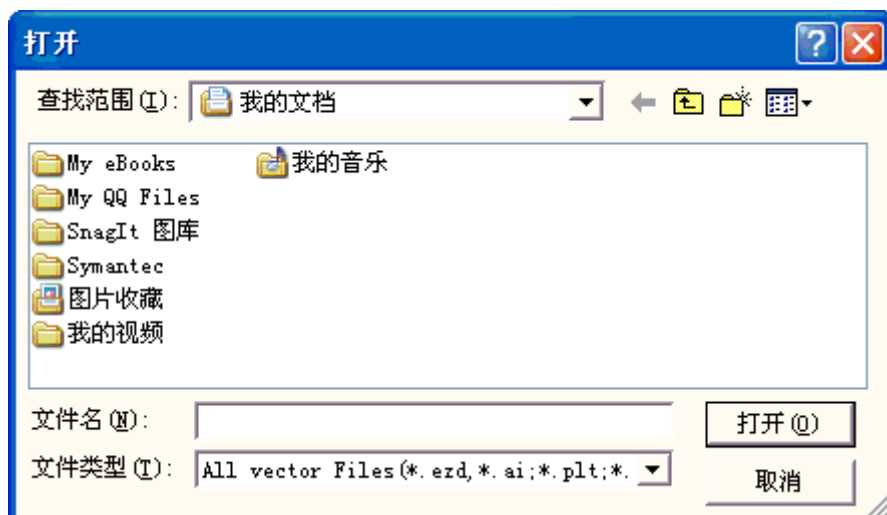 打开
查找范围(I): 我的文档
My eBooks 我的音乐
My QQ Files
SnagIt 图库
Symantec
图片收藏
我的视频
文件名(N): 打开(O)
文件类型(T): All vector Files(*.ezd,*.ai;*.plt;*. 取消